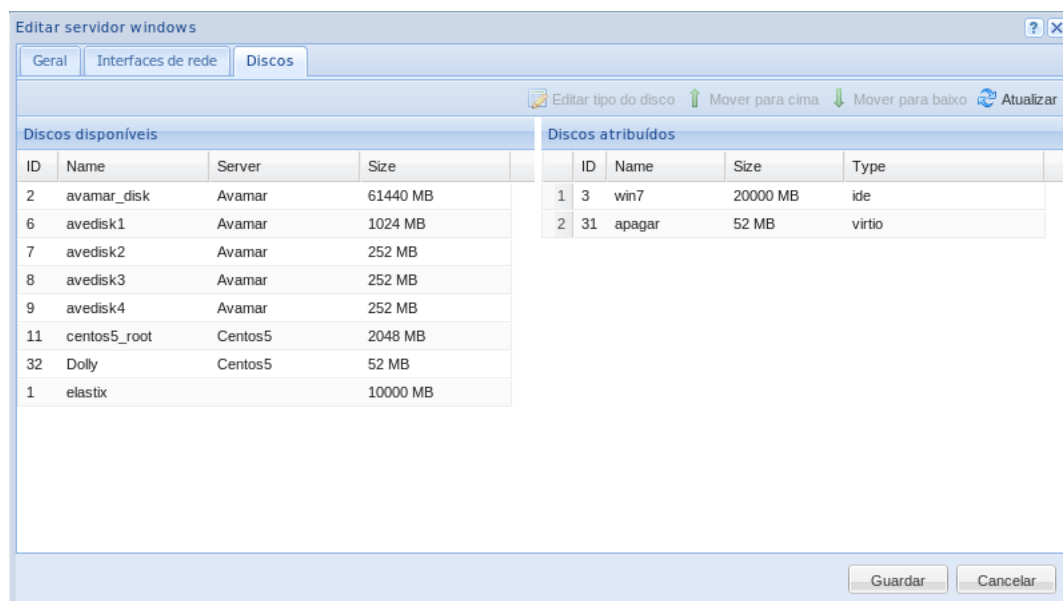 Editar servidor windows
Geral Interfaces de rede Discos
Editar tipo do disco Mover para cima Mover para baixo Atualizar
Discos disponíveis
ID Name Server Size
2 avamar_disk Avamar 61440 MB
6 avedisk1 Avamar 1024 MB
7 avedisk2 Avamar 252 MB
8 avedisk3 Avamar 252 MB
9 avedisk4 Avamar 252 MB
11 centos5_root Centos5 2048 MB
32 Dolly Centos5 52 MB
1 elastix 10000 MB
Discos atribuídos
ID Name Size Type
1 3 win7 20000 MB ide
2 31 apagar 52 MB virtio
Guardar Cancelar